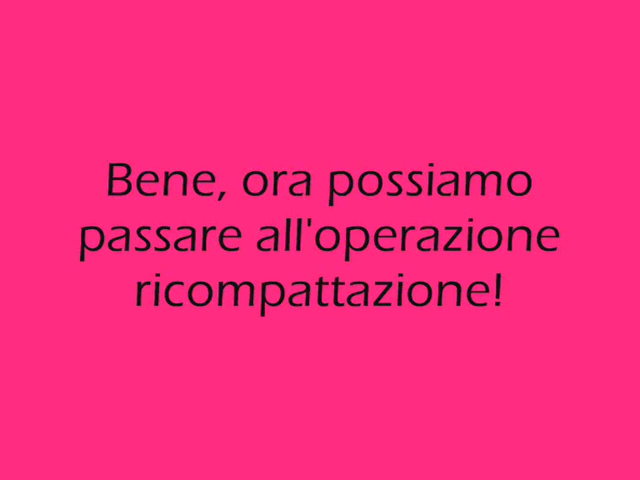 Bene, ora possiamo
passare all'operazione
ricompattazione!